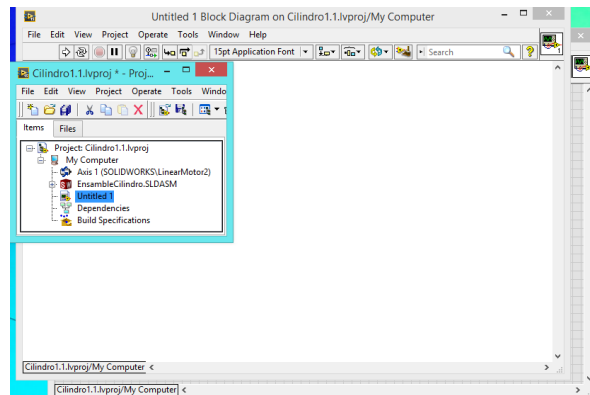 Untitled 1 Block Diagram on Cilindro1.1.lvproj/My Computer
File Edit View Project Operate Tools Window Help
15pt Application Font Search
Cilindro1.1.lvproj * - Proj...
File Edit View Project Operate Tools Windo
Items Files
Project: Cilindro1.1.lvproj
My Computer
Axis 1 (SOLIDWORKS\LinearMotor2)
EnsambleCilindro.SLDASM
Untitled 1
Dependencies
Build Specifications
Cilindro1.1.lvproj/My Computer
Cilindro1.1.lvproj/My Computer